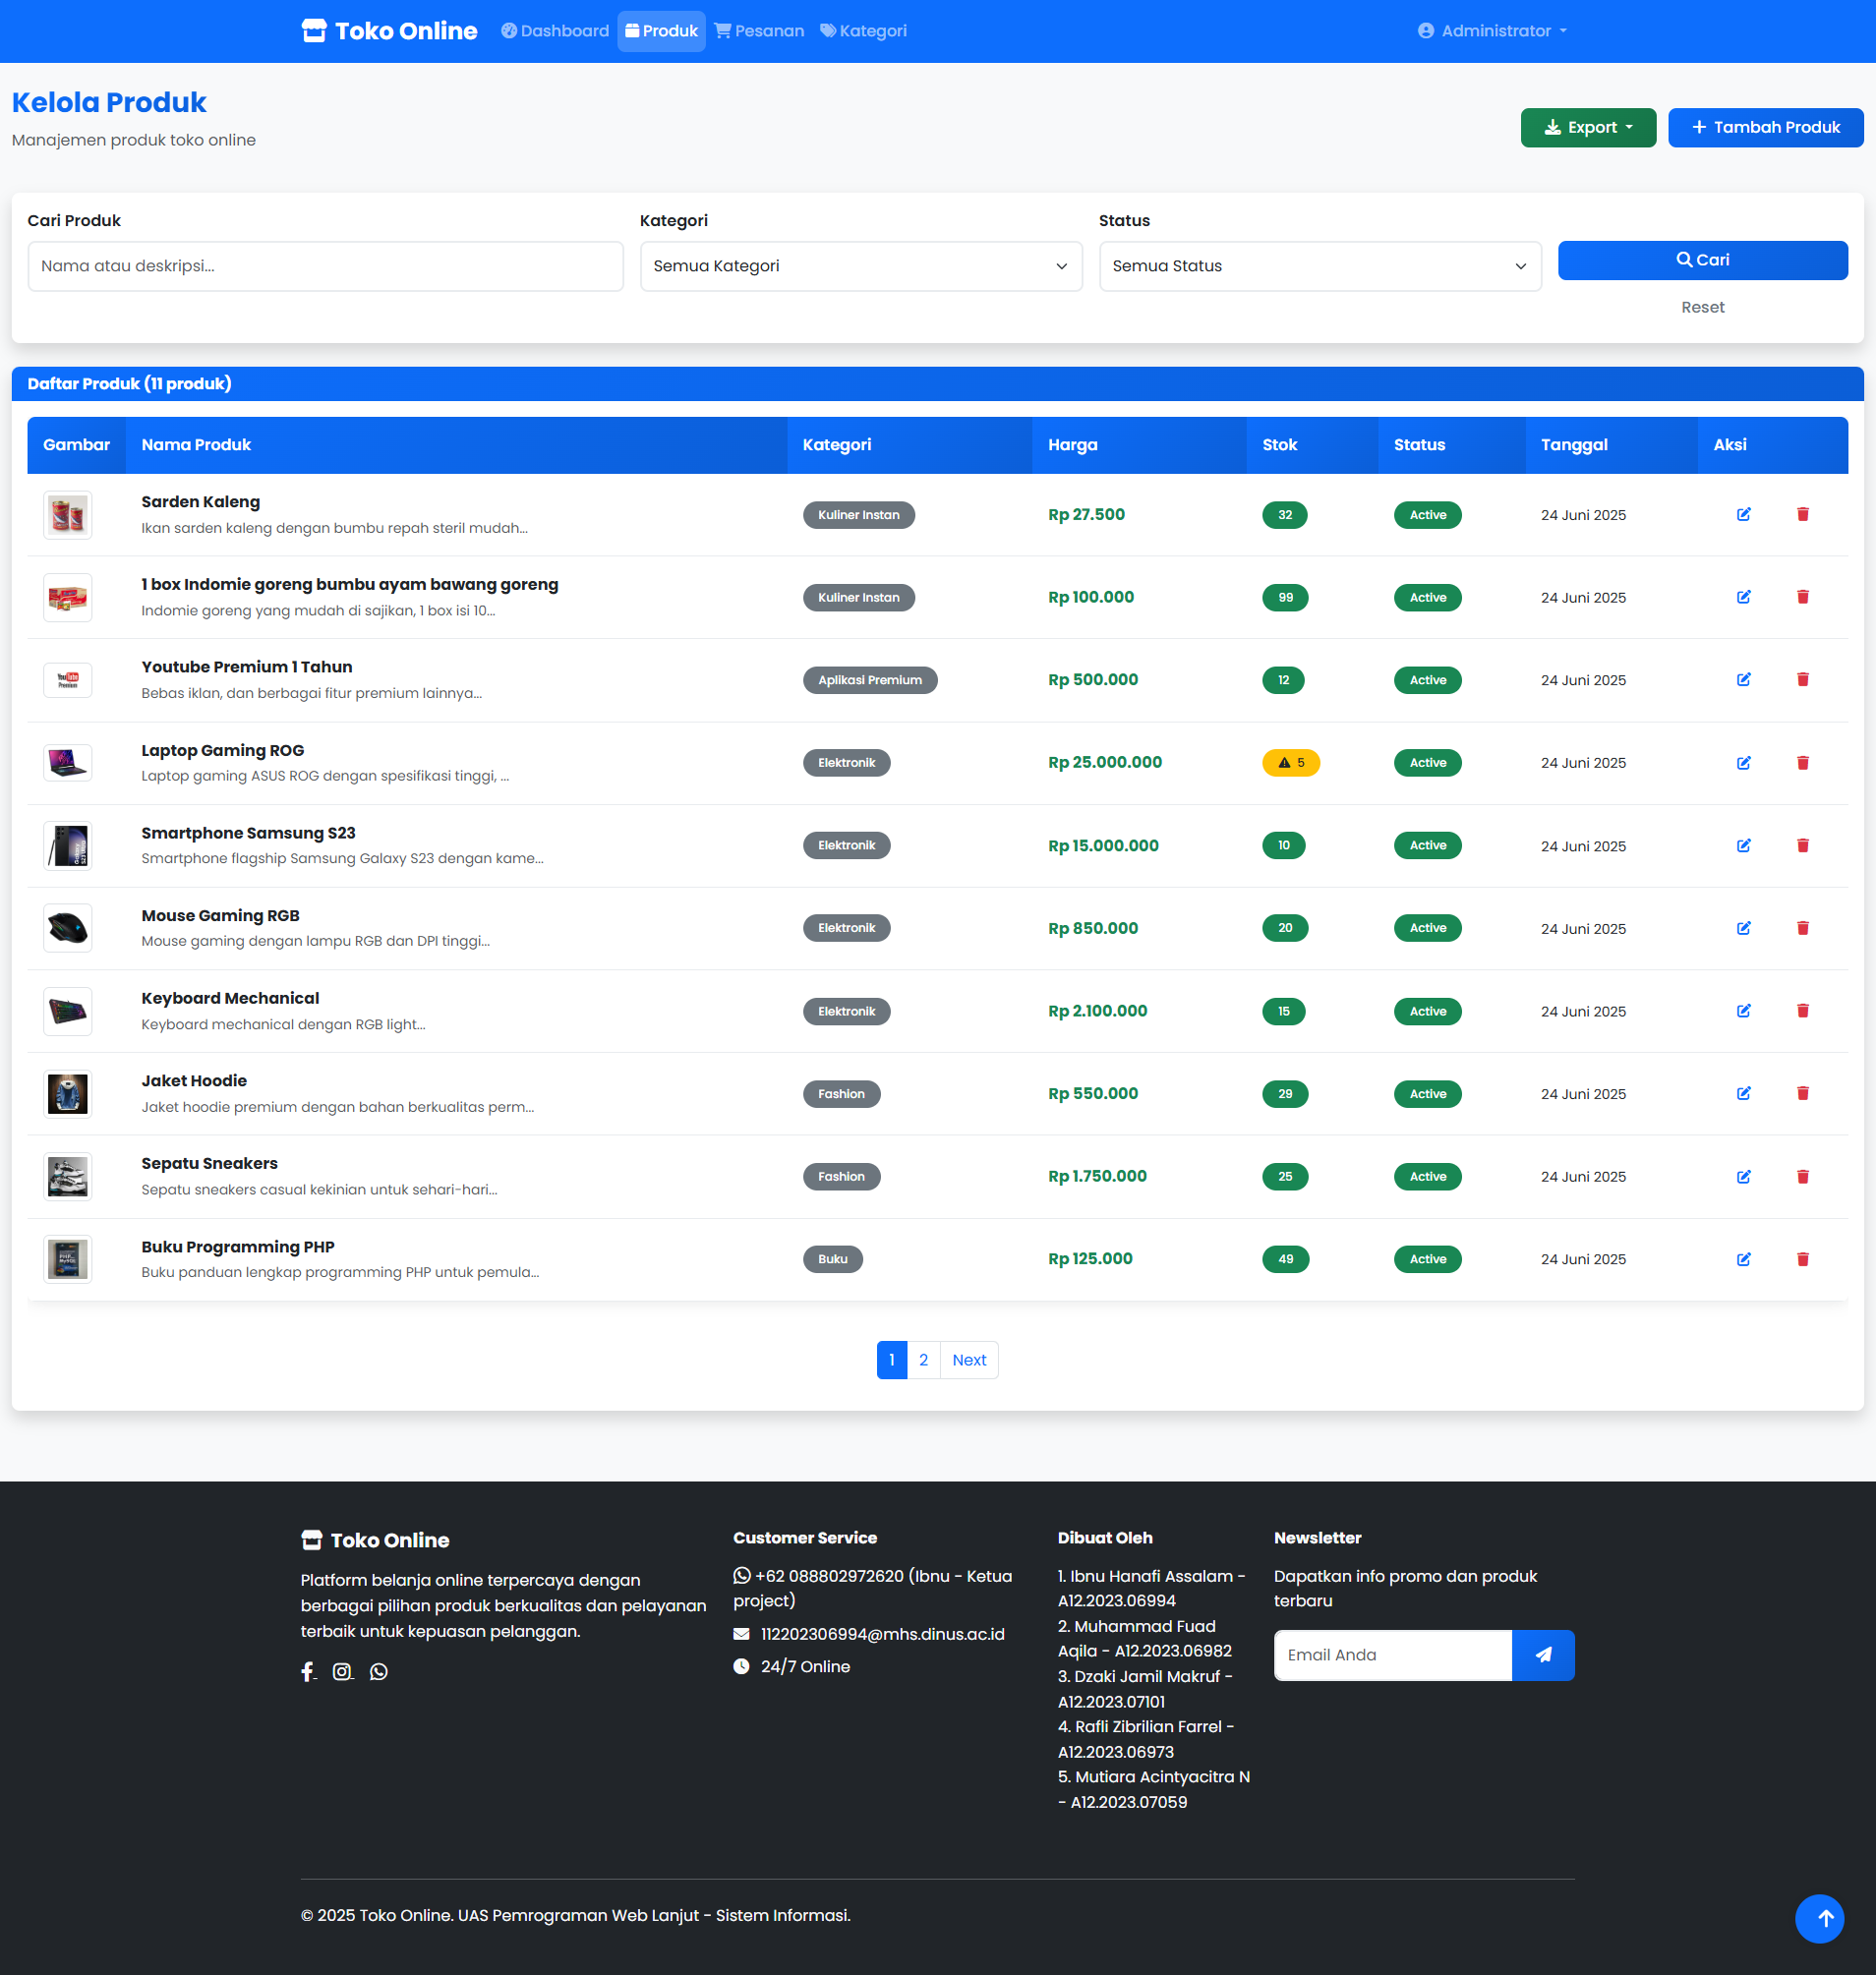 Toko Online
Dashboard
Produk
Pesanan
Kategori
Administrator
Kelola Produk
Manajemen produk toko online
Export
Tambah Produk
Cari Produk
Kategori
Status
Nama atau deskripsi...
Semua Kategori
Semua Status
Cari
Reset
Daftar Produk (11 produk)
Gambar Nama Produk Kategori Harga Stok Status Tanggal Aksi
Sarden Kaleng
Ikan sarden kaleng dengan bumbu repah steril mudah...
Kuliner Instan Rp 27.500 32 Active 24 Juni 2025
1 box Indomie goreng bumbu ayam bawang goreng
Indomie goreng yang mudah di sajikan, 1 box isi 10...
Kuliner Instan Rp 100.000 99 Active 24 Juni 2025
YouTube
Premium
Youtube Premium 1 Tahun
Bebas iklan, dan berbagai fitur premium lainnya...
Aplikasi Premium Rp 500.000 12 Active 24 Juni 2025
Laptop Gaming ROG
Laptop gaming ASUS ROG dengan spesifikasi tinggi, ...
Elektronik Rp 25.000.000 5 Active 24 Juni 2025
Smartphone Samsung S23
Smartphone flagship Samsung Galaxy S23 dengan kame...
Elektronik Rp 15.000.000 10 Active 24 Juni 2025
Mouse Gaming RGB
Mouse gaming dengan lampu RGB dan DPI tinggi...
Elektronik Rp 850.000 20 Active 24 Juni 2025
Keyboard Mechanical
Keyboard mechanical dengan RGB light...
Elektronik Rp 2.100.000 15 Active 24 Juni 2025
Jaket Hoodie
Jaket hoodie premium dengan bahan berkualitas perm...
Fashion Rp 550.000 29 Active 24 Juni 2025
Sepatu Sneakers
Sepatu sneakers casual kekinian untuk sehari-hari...
Fashion Rp 1.750.000 25 Active 24 Juni 2025
Buku Programming PHP
Buku panduan lengkap programming PHP untuk pemula...
Buku Rp 125.000 49 Active 24 Juni 2025
1 2 Next
Toko Online
Platform belanja online terpercaya dengan
berbagai pilihan produk berkualitas dan pelayanan
terbaik untuk kepuasan pelanggan.
Customer Service
+62 088802972620 (Ibnu - Ketua
project)
112202306994@mhs.dinus.ac.id
24/7 Online
Dibuat Oleh
1. Ibnu Hanafi Assalam -
A12.2023.06994
2. Muhammad Fuad
Aqila - A12.2023.06982
3. Dzaki Jamil Makruf -
A12.2023.07101
4. Rafli Zibrilian Farrel -
A12.2023.06973
5. Mutiara Acintyacitra N
- A12.2023.07059
Newsletter
Dapatkan info promo dan produk
terbaru
Email Anda
© 2025 Toko Online. UAS Pemrograman Web Lanjut - Sistem Informasi.